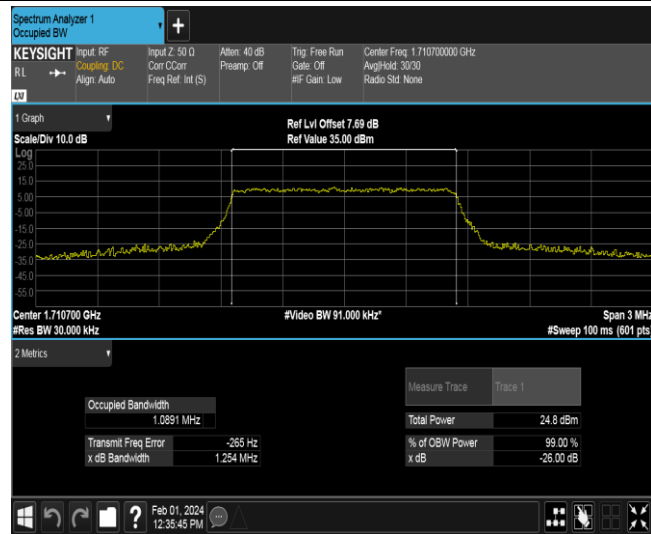 Spectrum Analyzer 1
Occupied BW
+
KEYSIGHT
RL
LXI
Input: RF
Coupling: DC
Align: Auto
Input Z: 50 Ω
Corr CCorr
Freq Ref: Int (S)
Atten: 40 dB
Preamp: Off
Trig: Free Run
Gate: Off
#IF Gain: Low
Center Freq: 1.710700000 GHz
Avg|Hold: 30/30
Radio Std: None
1 Graph
Scale/Div 10.0 dB
Ref Lvl Offset 7.69 dB
Ref Value 35.00 dBm
Log
25.0
15.0
5.00
-5.00
-15.0
-25.0
-35.0
-45.0
-55.0
Center 1.710700 GHz
#Video BW 91.000 kHz*
Span 3 MHz
#Res BW 30.000 kHz
#Sweep 100 ms (601 pts)
2 Metrics
Measure Trace Trace 1
Occupied Bandwidth
1.0891 MHz
Total Power 24.8 dBm
Transmit Freq Error -265 Hz
% of OBW Power 99.00 %
x dB Bandwidth 1.254 MHz
x dB -26.00 dB
?
Feb 01, 2024
12:35:45 PM